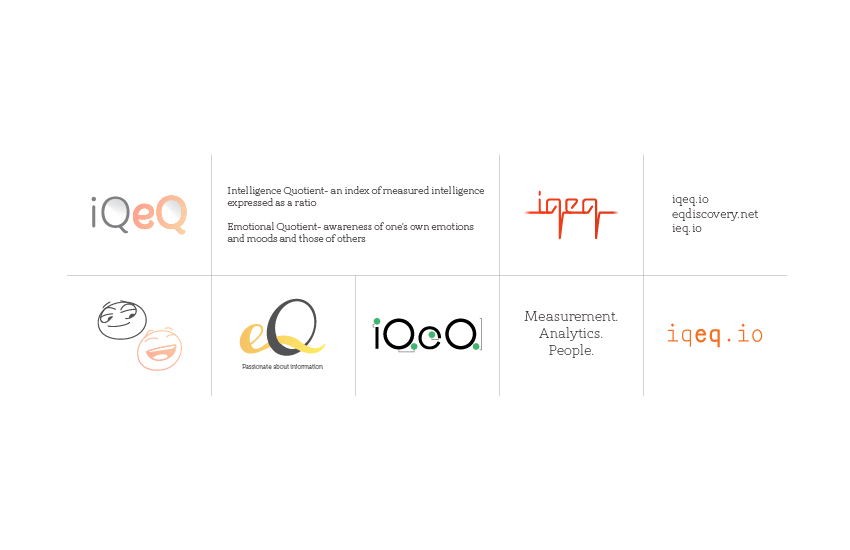 iQeQ
Intelligence Quotient- an index of measured intelligence
expressed as a ratio
Emotional Quotient- awareness of one's own emotions
and moods and those of others
iqeq
iqeq.io
eqdiscovery.net
ieq.io
eQ
Passionate about information
iQeQ
Measurement.
Analytics.
People.
iqeq.io